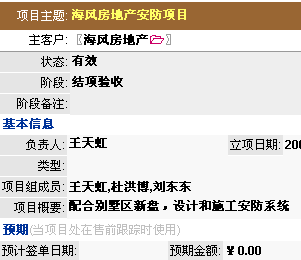 项目主题: 海风房地产安防项目
主客户: 〖海风房地产〗
状态: 有效
阶段: 结项验收
阶段备注:
基本信息
负责人: 王天虹 立项日期: 200
类型:
项目组成员: 王天虹,杜洪博,刘东东
项目概要: 配合别墅区新盘，设计和施工安防系统
预期(当项目处在售前跟踪时使用)
预计签单日期: 预期金额: ￥0.00